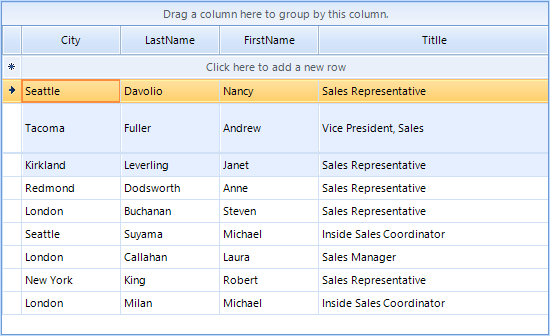 Drag a column here to group by this column.
City LastName FirstName Titlle
Click here to add a new row
Seattle Davolio Nancy Sales Representative
Tacoma Fuller Andrew Vice President, Sales
Kirkland Leverling Janet Sales Representative
Redmond Dodsworth Anne Sales Representative
London Buchanan Steven Sales Representative
Seattle Suyama Michael Inside Sales Coordinator
London Callahan Laura Sales Manager
New York King Robert Sales Representative
London Milan Michael Inside Sales Coordinator